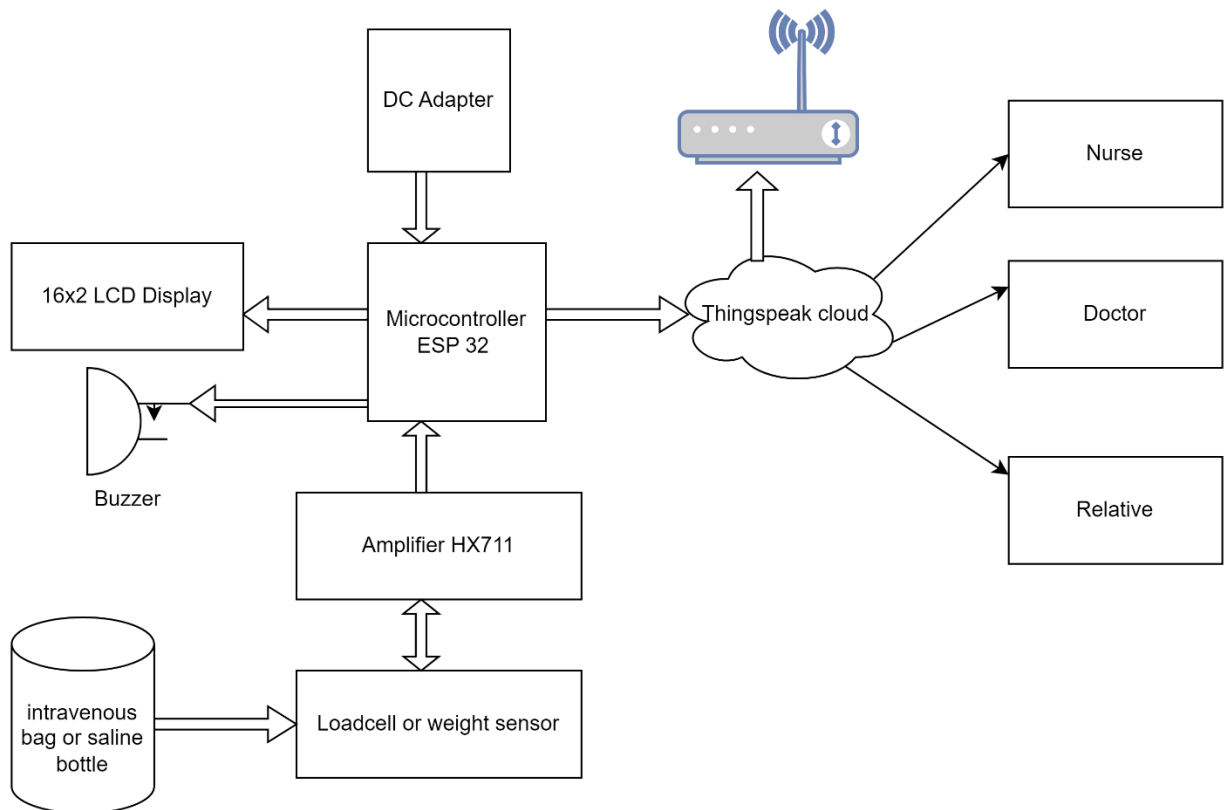 DC Adapter
Nurse
16x2 LCD Display
Microcontroller
ESP 32
Thingspeak cloud
Doctor
Buzzer
Amplifier HX711
Relative
intravenous
bag or saline
bottle
Loadcell or weight sensor